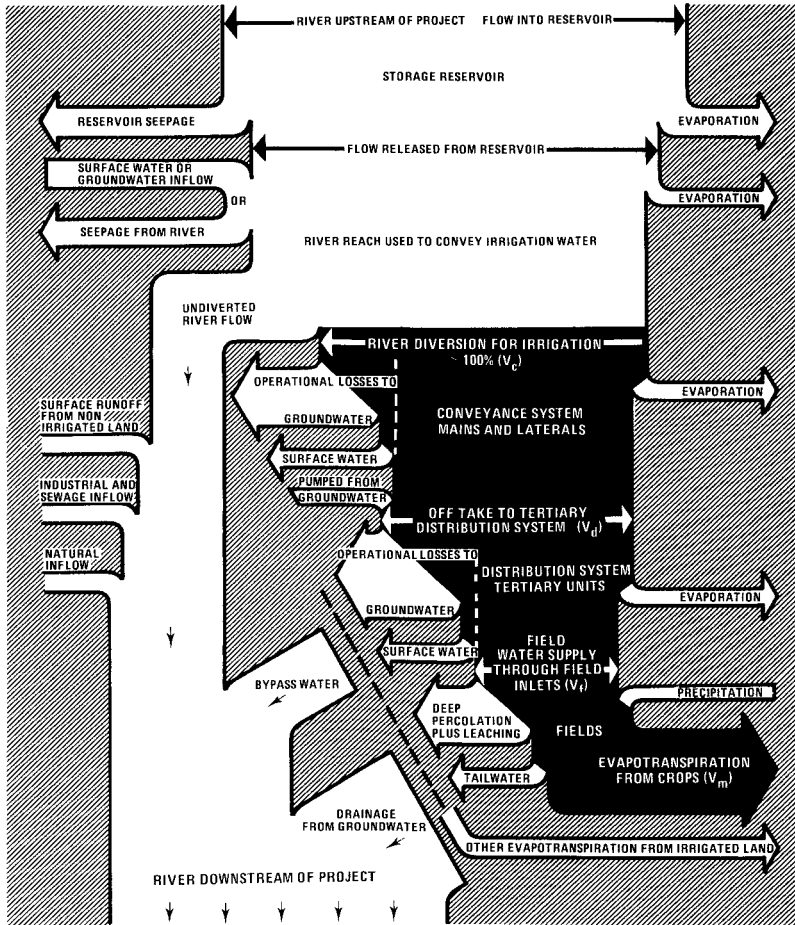 RIVER UPSTREAM OF PROJECT FLOW INTO RESERVOIR
STORAGE RESERVOIR
RESERVOIR SEEPAGE
EVAPORATION
FLOW RELEASED FROM RESERVOIR
SURFACE WATER OR
GROUNDWATER INFLOW
OR
EVAPORATION
SEEPAGE FROM RIVER
RIVER REACH USED TO CONVEY IRRIGATION WATER
UNDIVERTED
RIVER FLOW
RIVER DIVERSION FOR IRRIGATION
100% (Vc)
OPERATIONAL LOSSES TO
GROUNDWATER
EVAPORATION
SURFACE RUNOFF
FROM NON
IRRIGATED LAND
CONVEYANCE SYSTEM
MAINS AND LATERALS
SURFACE WATER
INDUSTRIAL AND
SEWAGE INFLOW
PUMPED FROM
GROUNDWATER
OFF TAKE TO TERTIARY
DISTRIBUTION SYSTEM (Vd)
NATURAL
INFLOW
OPERATIONAL LOSSES TO
GROUNDWATER
DISTRIBUTION SYSTEM
TERTIARY UNITS
EVAPORATION
SURFACE WATER
FIELD
WATER SUPPLY
THROUGH FIELD
INLETS (Vf)
BYPASS WATER
PRECIPITATION
DEEP
PERCOLATION
PLUS LEACHING
FIELDS
EVAPOTRANSPIRATION
FROM CROPS (Vm)
TAILWATER
DRAINAGE
FROM GROUNDWATER
OTHER EVAPOTRANSPIRATION FROM IRRIGATED LAND
RIVER DOWNSTREAM OF PROJECT